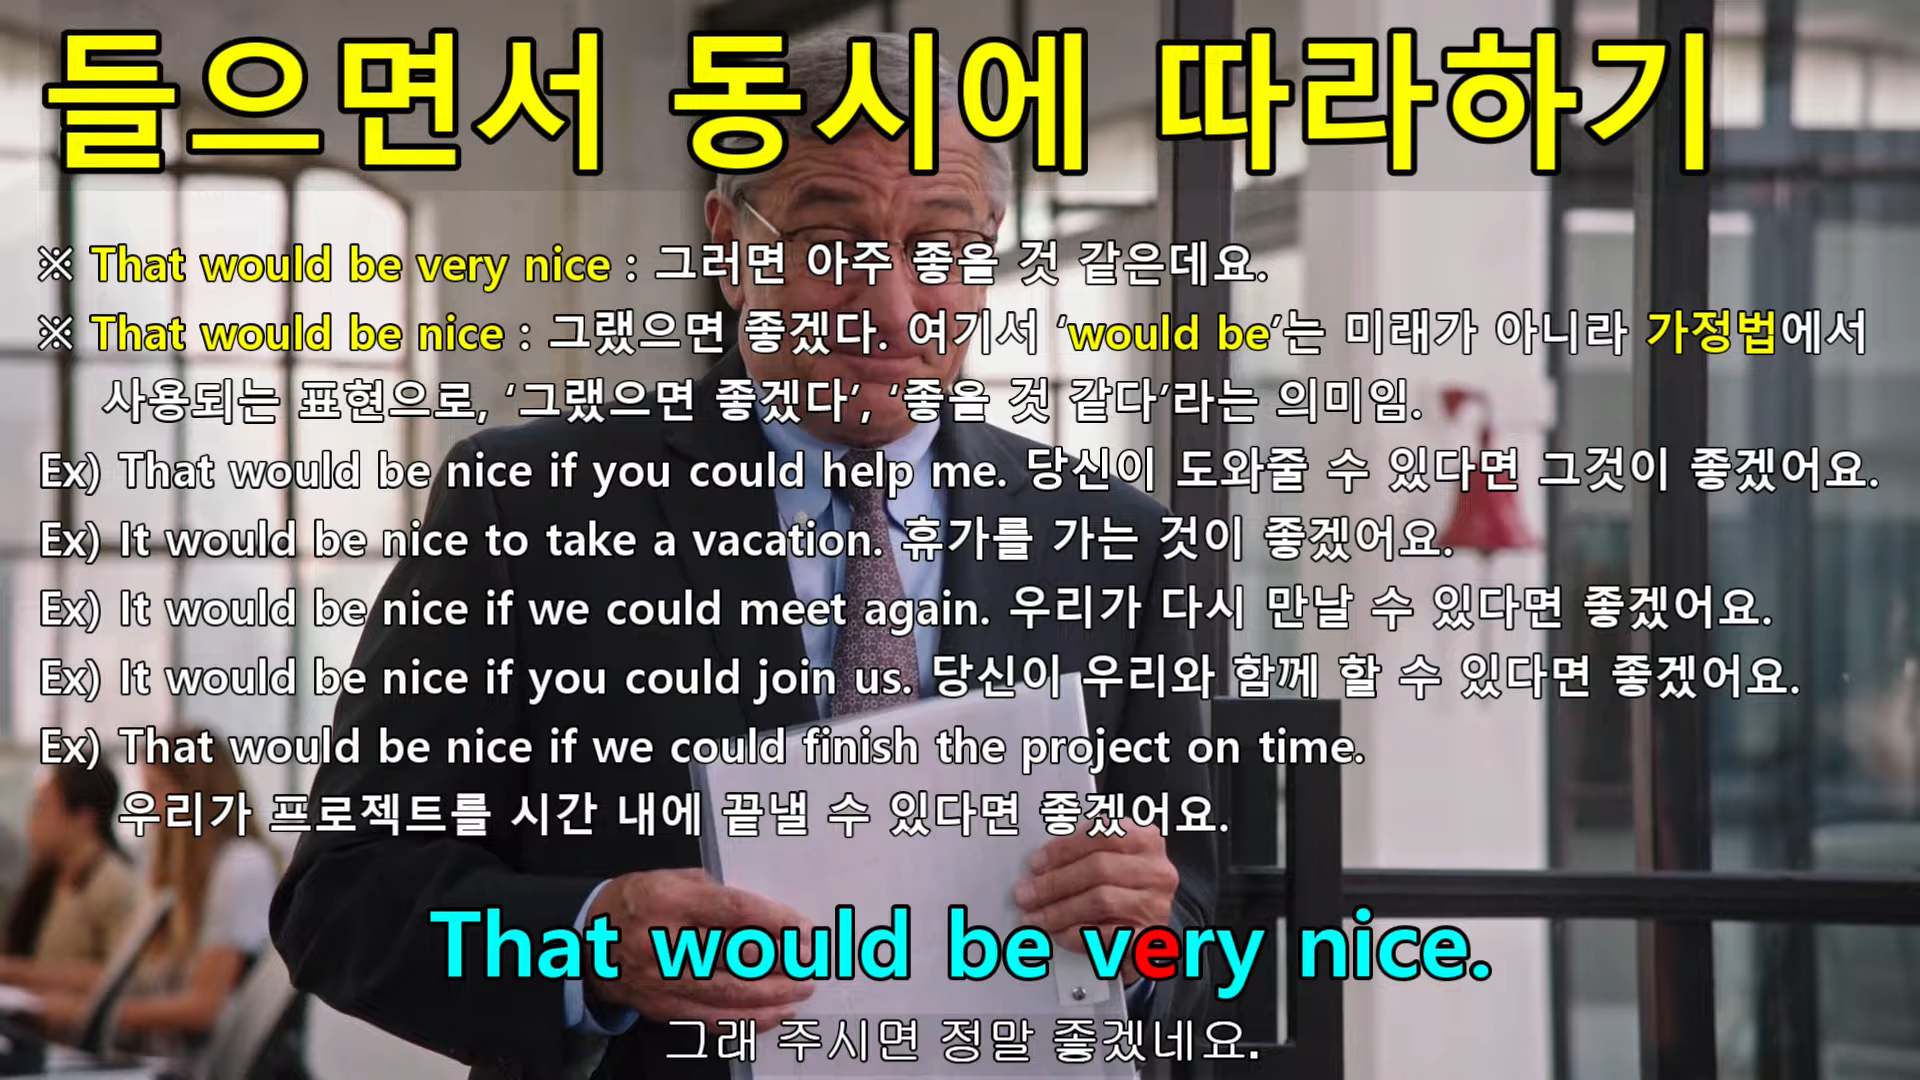 들으면서 동시에 따라하기
※ That would be very nice : 그러면 아주 좋을 것 같은데요.
※ That would be nice : 그랬으면 좋겠다. 여기서 ‘would be’는 미래가 아니라 가정법에서
사용되는 표현으로, ‘그랬으면 좋겠다’, ‘좋을 것 같다’라는 의미임.
Ex) That would be nice if you could help me. 당신이 도와줄 수 있다면 그것이 좋겠어요.
Ex) It would be nice to take a vacation. 휴가를 가는 것이 좋겠어요.
Ex) It would be nice if we could meet again. 우리가 다시 만날 수 있다면 좋겠어요.
Ex) It would be nice if you could join us. 당신이 우리와 함께 할 수 있다면 좋겠어요.
Ex) That would be nice if we could finish the project on time.
우리가 프로젝트를 시간 내에 끝낼 수 있다면 좋겠어요.
That would be very nice.
그래 주시면 정말 좋겠네요.